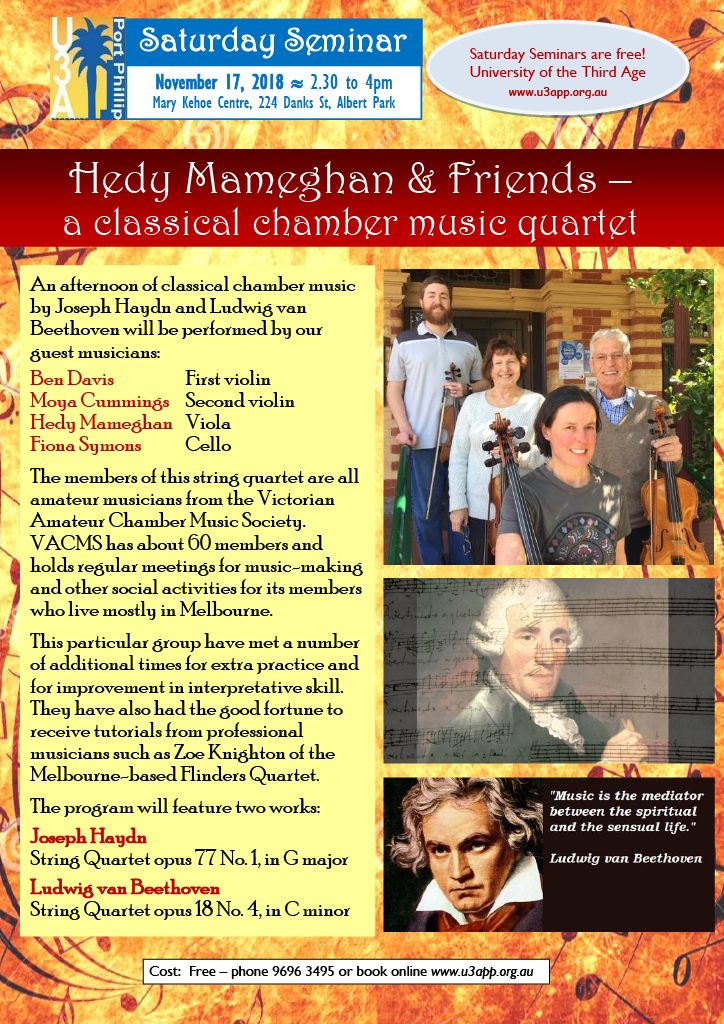 U3A
Port Phillip
Saturday Seminar
November 17, 2018 ≈ 2.30 to 4pm
Mary Kehoe Centre, 224 Danks St, Albert Park
Saturday Seminars are free!
University of the Third Age
www.u3app.org.au
Hedy Mameghan & Friends –
a classical chamber music quartet
An afternoon of classical chamber music
by Joseph Haydn and Ludwig van
Beethoven will be performed by our
guest musicians:
Ben Davis First violin
Moya Cummings Second violin
Hedy Mameghan Viola
Fiona Symons Cello
The members of this string quartet are all
amateur musicians from the Victorian
Amateur Chamber Music Society.
VACMS has about 60 members and
holds regular meetings for music-making
and other social activities for its members
who live mostly in Melbourne.
This particular group have met a number
of additional times for extra practice and
for improvement in interpretative skill.
They have also had the good fortune to
receive tutorials from professional
musicians such as Zoe Knighton of the
Melbourne-based Flinders Quartet.
The program will feature two works:
Joseph Haydn
String Quartet opus 77 No. 1, in G major
Ludwig van Beethoven
String Quartet opus 18 No. 4, in C minor
"Music is the mediator
between the spiritual
and the sensual life."
Ludwig van Beethoven
Cost: Free – phone 9696 3495 or book online www.u3app.org.au